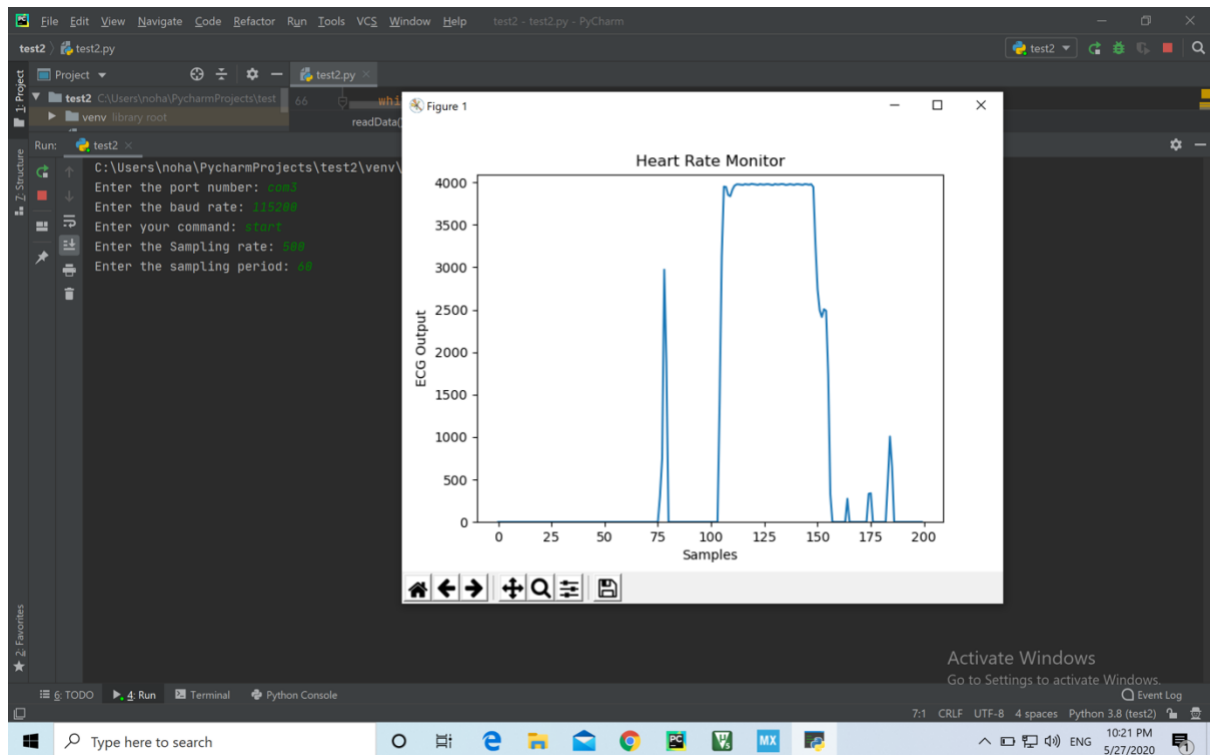 File Edit View Navigate Code Refactor Run Tools VCS Window Help test2 - test2.py - PyCharm
test2 test2.py test2
1: Project Project test2.py
test2 C:\Users\noha\PycharmProjects\test 66 whi
venv library root readData(
Run: test2
C:\Users\noha\PycharmProjects\test2\venv\
Enter the port number: com3
Enter the baud rate: 115200
Enter your command: start
Enter the Sampling rate: 500
Enter the sampling period: 60
Z: Structure
2: Favorites
Figure 1
Heart Rate Monitor
4000
3500
3000
2500
2000
1500
1000
500
0
ECG Output
0 25 50 75 100 125 150 175 200
Samples
Activate Windows
Go to Settings to activate Windows.
6: TODO 4: Run Terminal Python Console Event Log
7:1 CRLF UTF-8 4 spaces Python 3.8 (test2)
Type here to search PC MX ENG 10:21 PM
5/27/2020